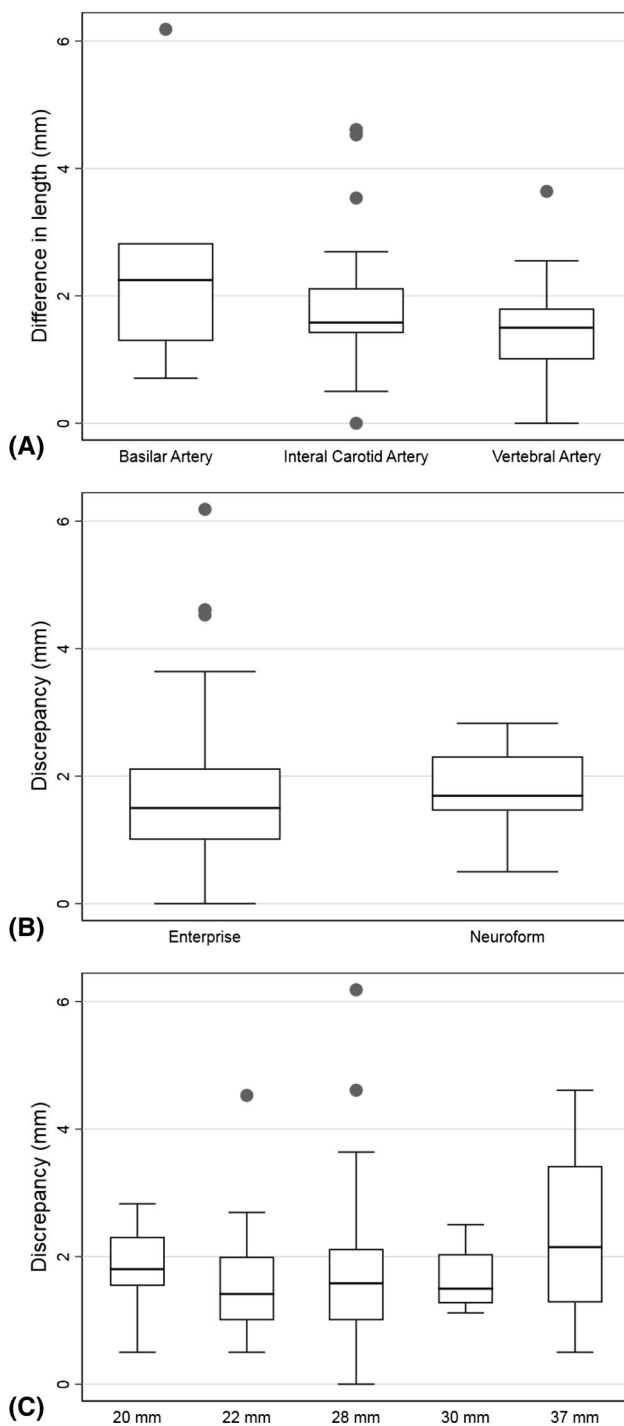 6
4
2
0
Difference in length (mm)
(A)
Basilar Artery Interal Carotid Artery Vertebral Artery
6
4
2
0
Discrepancy (mm)
(B)
Enterprise Neuroform
6
4
2
0
Discrepancy (mm)
(C)
20 mm 22 mm 28 mm 30 mm 37 mm